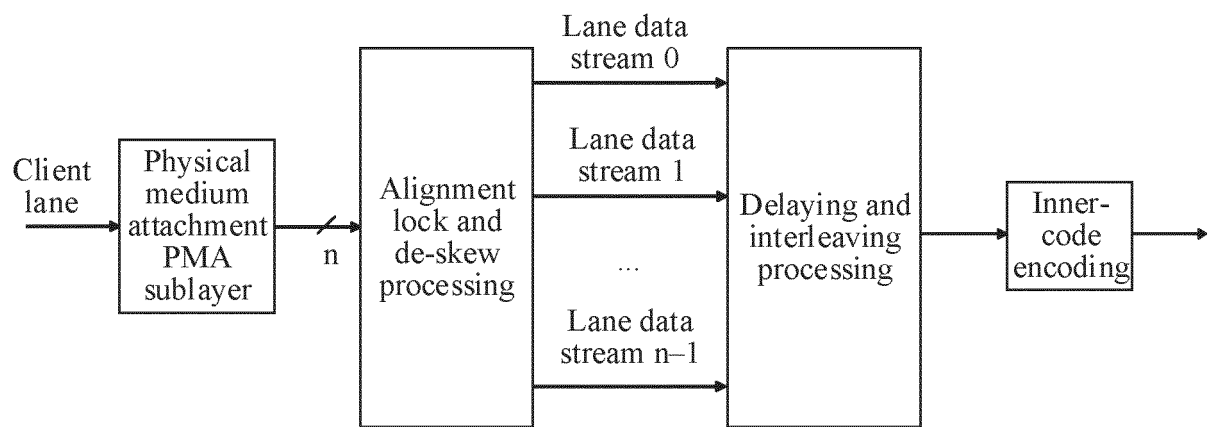 Client
lane
Physical
medium
attachment
PMA
sublayer
n
Alignment
lock and
de-skew
processing
Lane data
stream 0
Lane data
stream 1
...
Lane data
stream n–1
Delaying and
interleaving
processing
Inner-
code
encoding